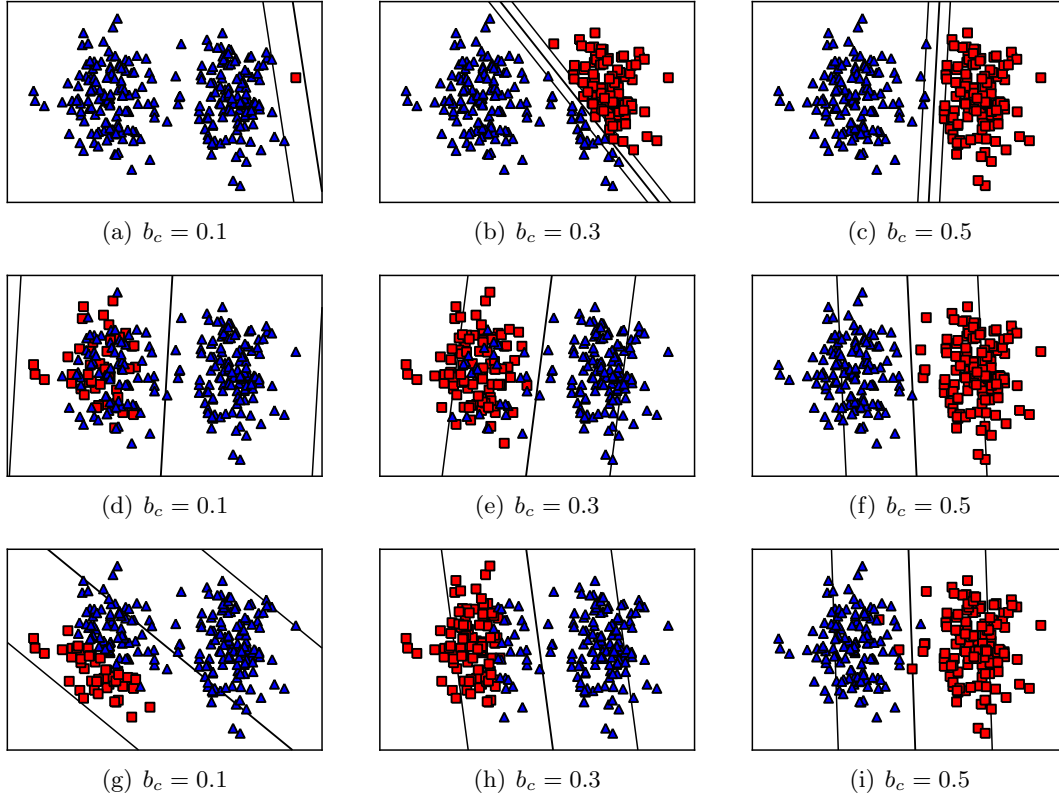 (a) b_c = 0.1
(b) b_c = 0.3
(c) b_c = 0.5
(d) b_c = 0.1
(e) b_c = 0.3
(f) b_c = 0.5
(g) b_c = 0.1
(h) b_c = 0.3
(i) b_c = 0.5